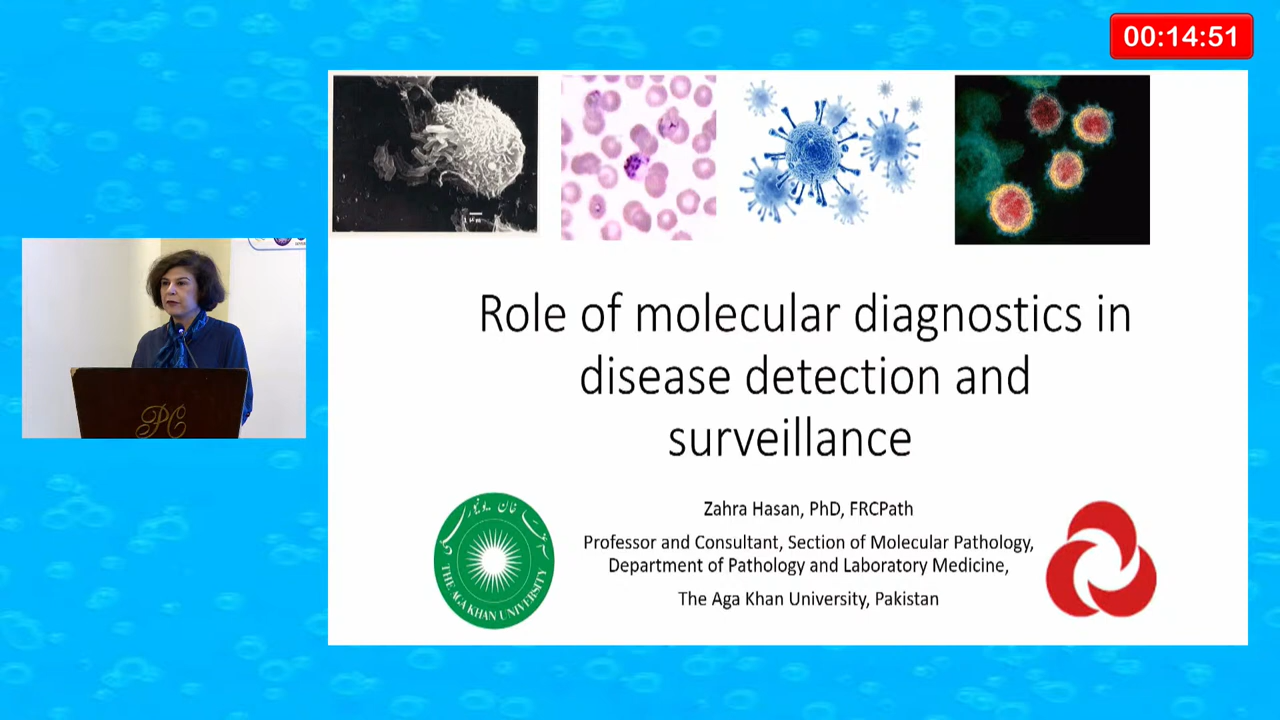 00:14:51
Role of molecular diagnostics in
disease detection and
surveillance
Zahra Hasan, PhD, FRCPath
Professor and Consultant, Section of Molecular Pathology,
Department of Pathology and Laboratory Medicine,
The Aga Khan University, Pakistan
THE AGA KHAN UNIVERSITY
PC